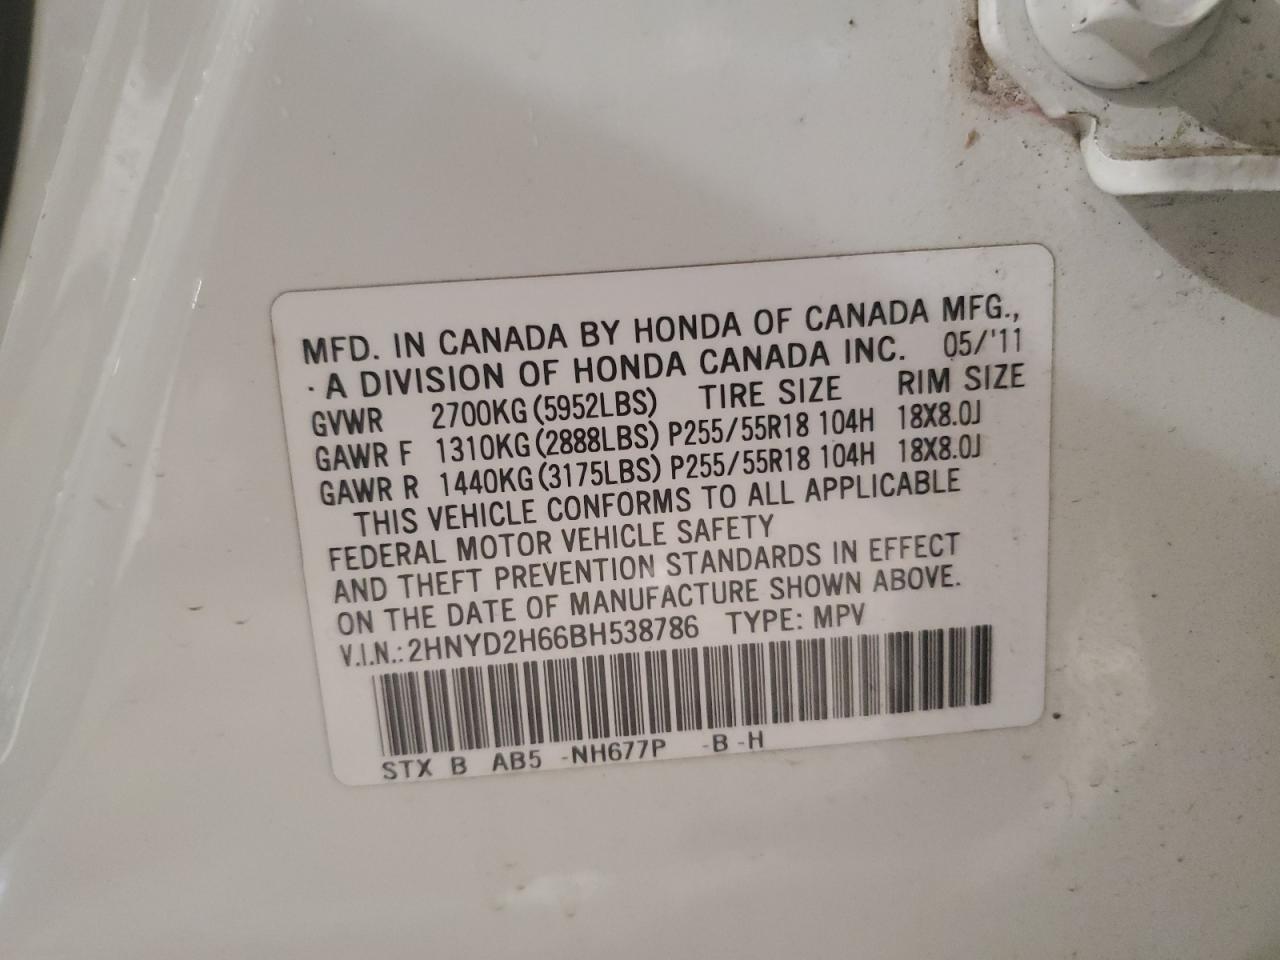 MFD. IN CANADA BY HONDA OF CANADA MFG.,
· A DIVISION OF HONDA CANADA INC. 05/'11
GVWR 2700KG (5952LBS) TIRE SIZE RIM SIZE
GAWR F 1310KG (2888LBS) P255/55R18 104H 18X8.0J
GAWR R 1440KG (3175LBS) P255/55R18 104H 18X8.0J
THIS VEHICLE CONFORMS TO ALL APPLICABLE
FEDERAL MOTOR VEHICLE SAFETY
AND THEFT PREVENTION STANDARDS IN EFFECT
ON THE DATE OF MANUFACTURE SHOWN ABOVE.
V.I.N.: 2HNYD2H66BH538786 TYPE: MPV
STX B AB5 -NH677P -B -H